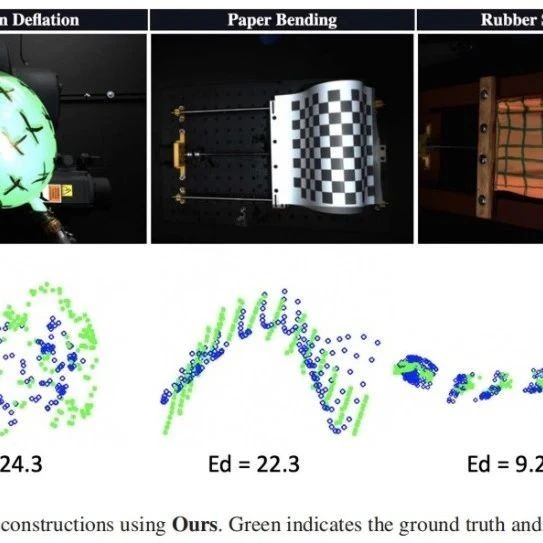 n Deflation
Paper Bending
Rubber
24.3
Ed = 22.3
Ed = 9.2
constructions using Ours. Green indicates the ground truth and